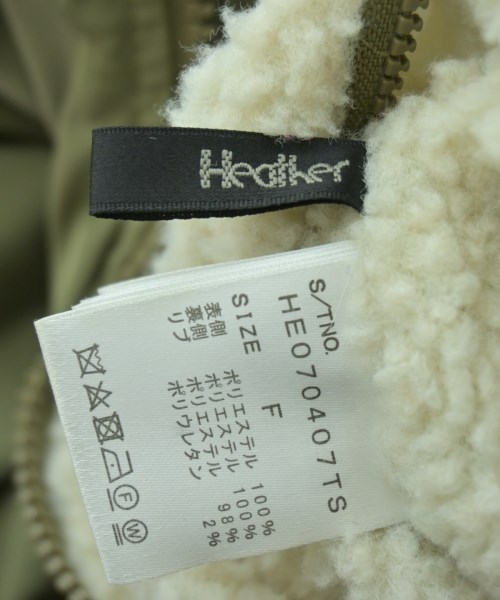 Heather
S/TNO.
HE070407TS
SIZE F
表側 ポリエステル 100%
裏側 ポリエステル 100%
リブ ポリエステル 98%
ポリウレタン 2%
F
W